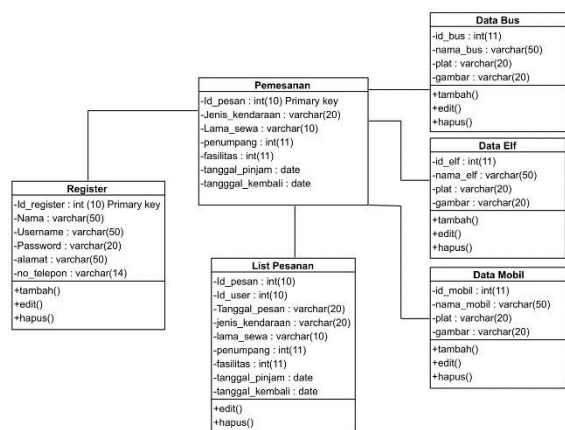 Data Bus
-id_bus : int(11)
-nama_bus : varchar(50)
-plat : varchar(20)
-gambar : varchar(20)
+tambah()
+edit()
+hapus()
Pemesanan
-Id_pesan : int(10) Primary key
-Jenis_kendaraan : varchar(20)
-Lama_sewa : varchar(10)
-penumpang : int(11)
-fasilitas : int(11)
-tanggal_pinjam : date
-tangggal_kembali : date
Data Elf
-id_elf : int(11)
-nama_elf : varchar(50)
-plat : varchar(20)
-gambar : varchar(20)
+tambah()
+edit()
+hapus()
Register
-Id_register : int (10) Primary key
-Nama : varchar(50)
-Username : varchar(50)
-Password : varchar(20)
-alamat : varchar(50)
-no_telepon : varchar(14)
+tambah()
+edit()
+hapus()
List Pesanan
-Id_pesan : int(10)
-Id_user : int(10)
-Tanggal_pesan : varchar(20)
-jenis_kendaraan : varchar(20)
-lama_sewa : varchar(10)
-penumpang : int(11)
-fasilitas : int(11)
-tanggal_pinjam : date
-tanggal_kembali : date
+edit()
+hapus()
Data Mobil
-id_mobil : int(11)
-nama_mobil : varchar(50)
-plat : varchar(20)
-gambar : varchar(20)
+tambah()
+edit()
+hapus()